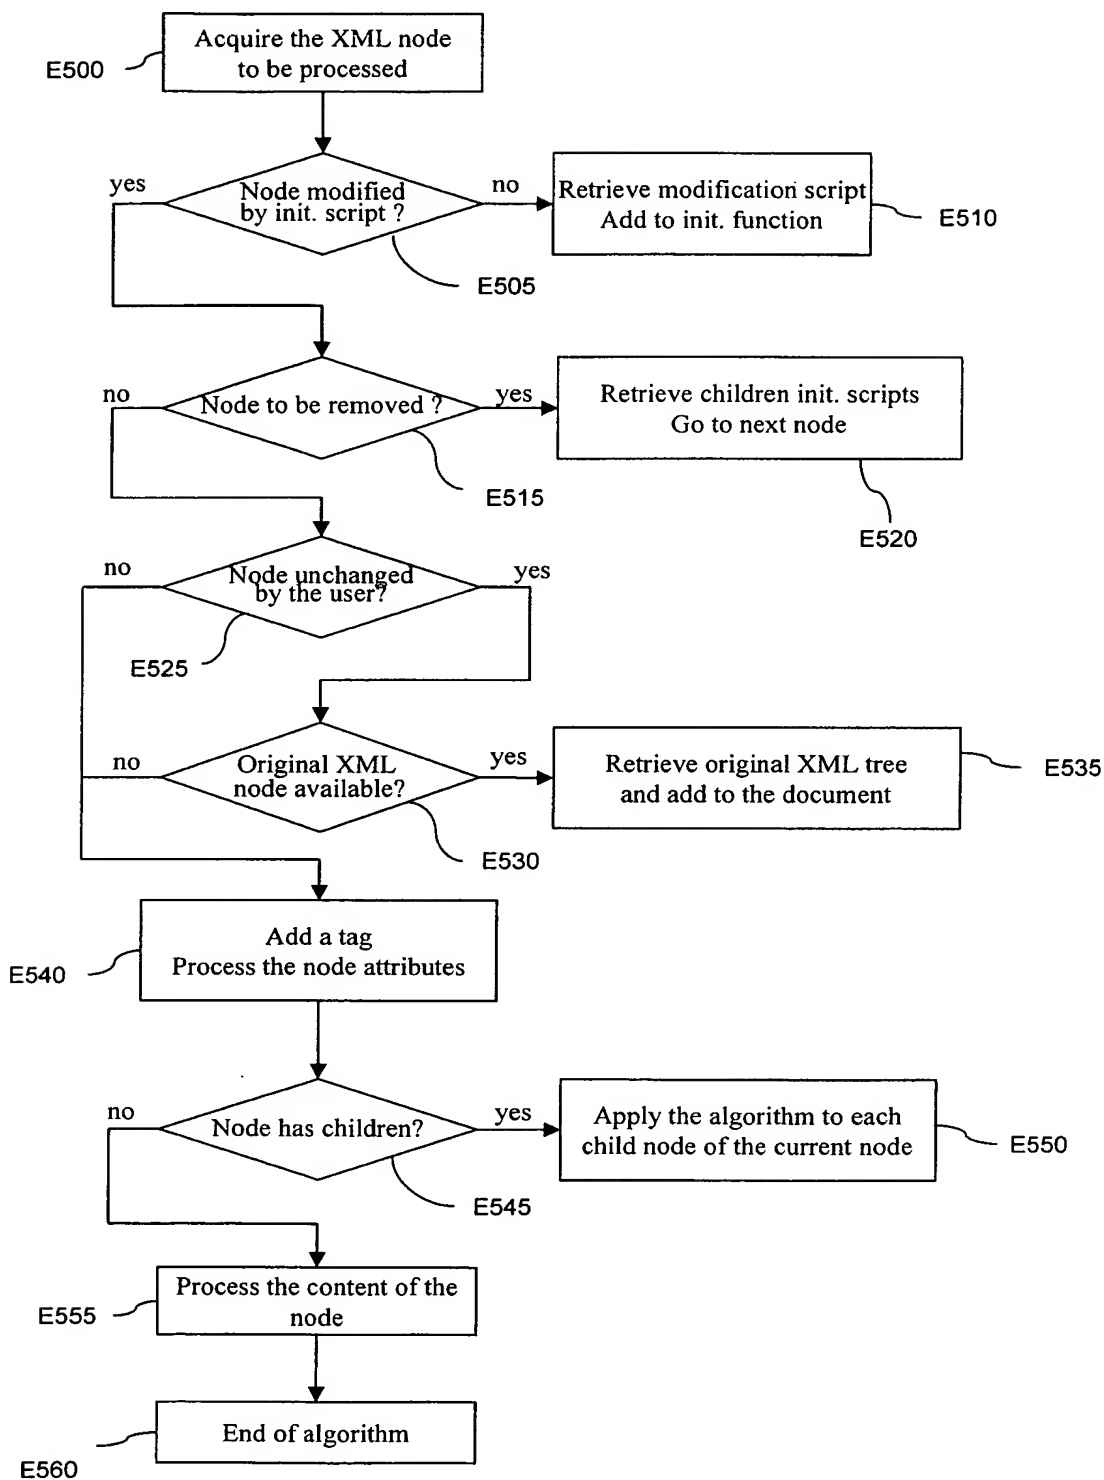 Acquire the XML node
to be processed
E500
yes
Node modified
by init. script ?
no
Retrieve modification script
Add to init. function
E510
E505
no
Node to be removed ?
yes
Retrieve children init. scripts
Go to next node
E515
E520
no
Node unchanged
by the user?
yes
E525
no
Original XML
node available?
yes
Retrieve original XML tree
and add to the document
E535
E530
Add a tag
Process the node attributes
E540
no
Node has children?
yes
Apply the algorithm to each
child node of the current node
E550
E545
Process the content of the
node
E555
End of algorithm
E560